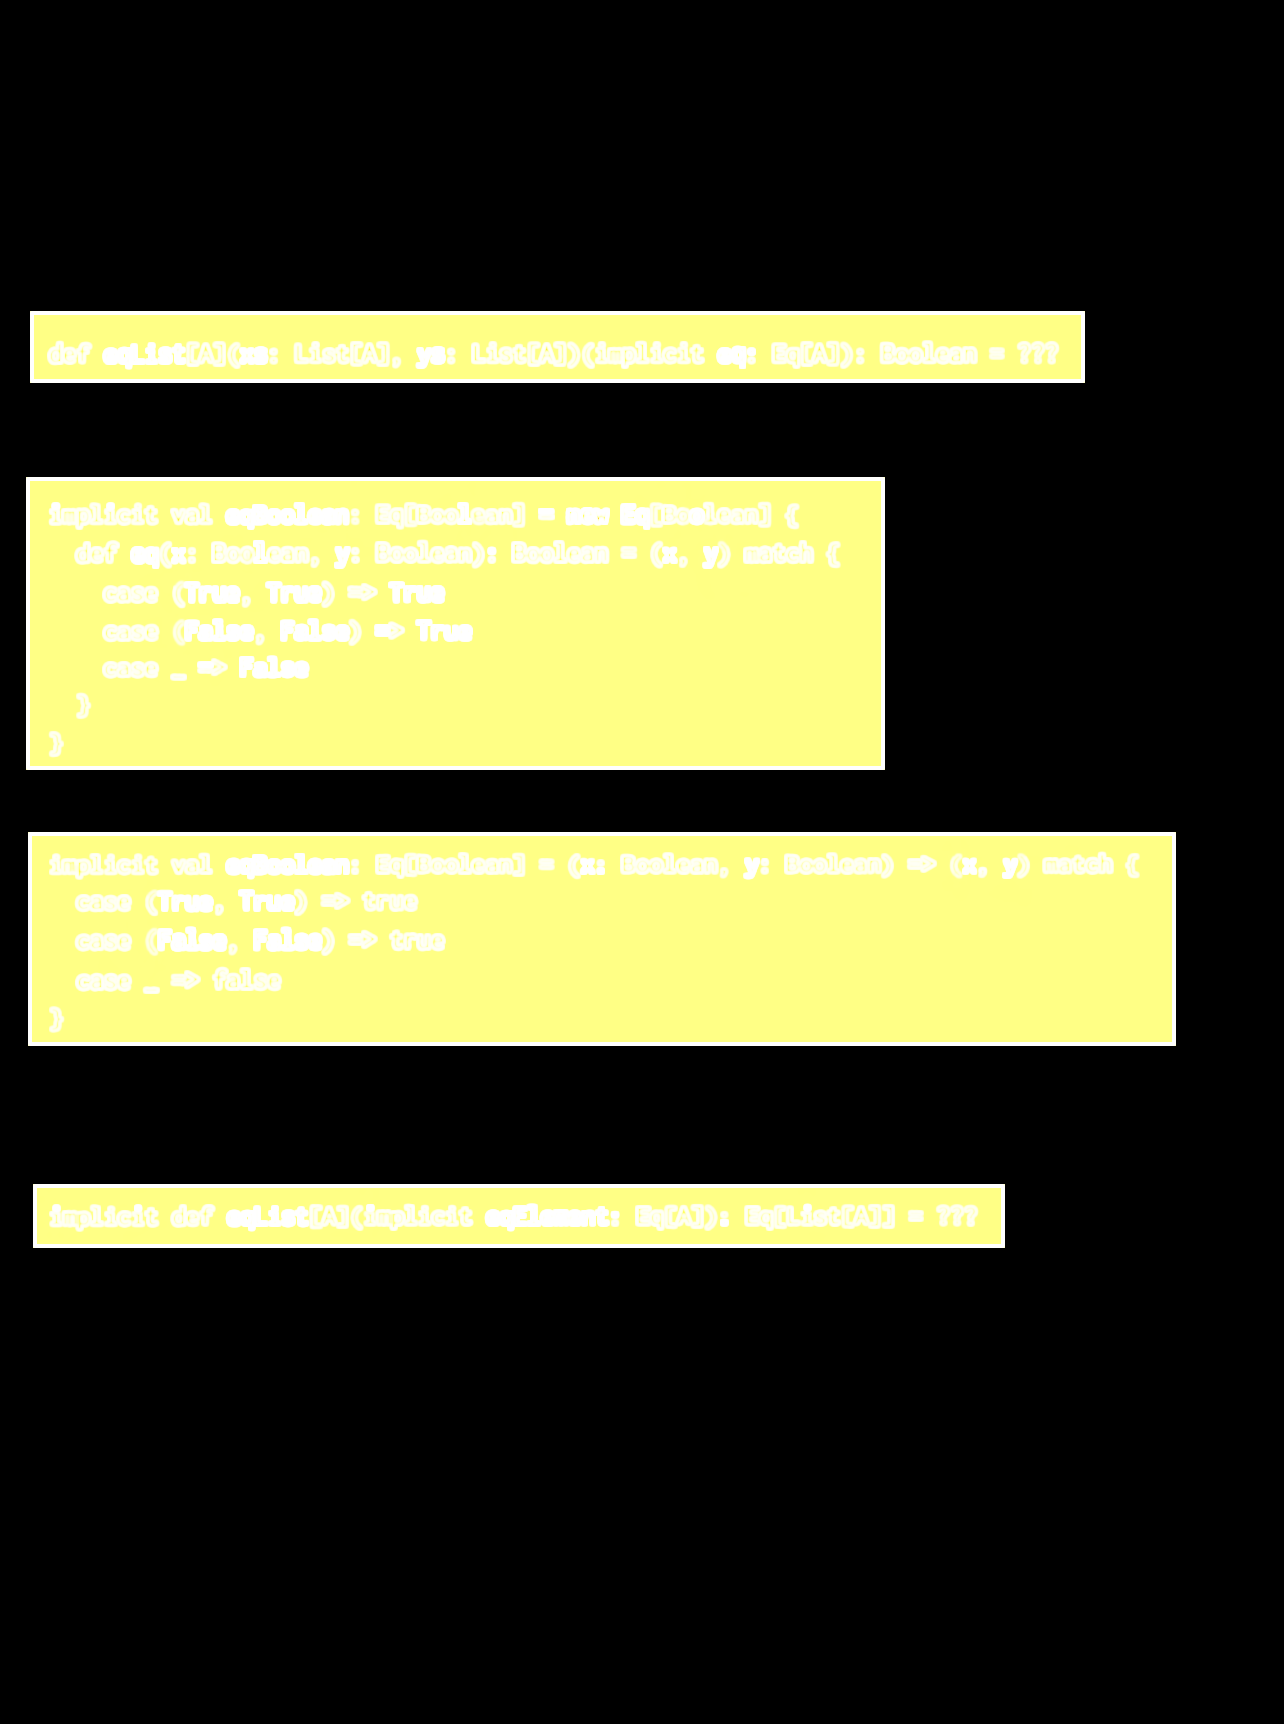 def eqList[A](xs: List[A], ys: List[A])(implicit eq: Eq[A]): Boolean = ???
implicit val eqBoolean: Eq[Boolean] = new Eq[Boolean] {
def eq(x: Boolean, y: Boolean): Boolean = (x, y) match {
case (True, True) => True
case (False, False) => True
case _ => False
}
}
implicit val eqBoolean: Eq[Boolean] = (x: Boolean, y: Boolean) => (x, y) match {
case (True, True) => true
case (False, False) => true
case _ => false
}
implicit def eqList[A](implicit eqElement: Eq[A]): Eq[List[A]] = ???